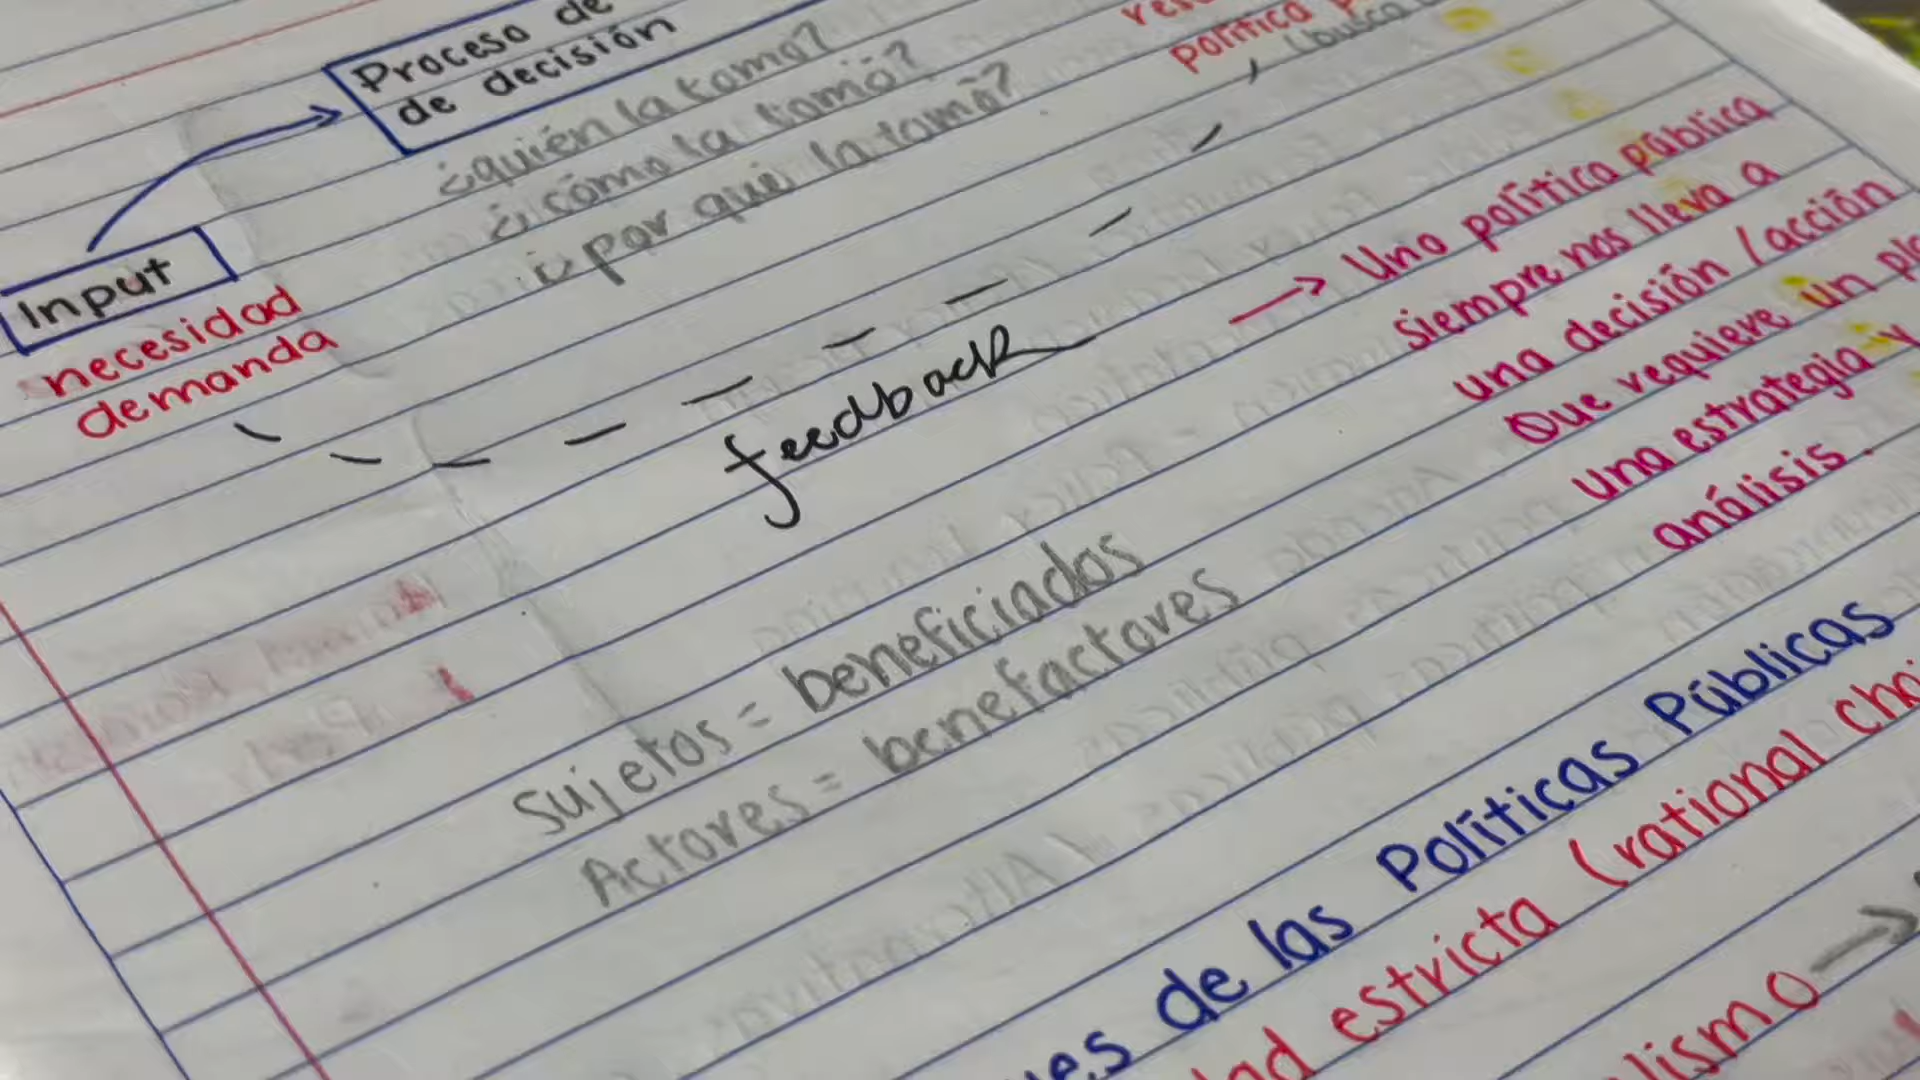 Proceso de
de decisión
¿quién la toma?
¿cómo la tomó?
¿por qué la tomó?
política
(busca
Input
necesidad
demanda
feedback
→ Una política pública
siempre nos lleva a
una decisión / acción
Que requiere un
una estrategia y
análisis.
Sujetos = beneficiados
Actores = benefactores
de las Políticas Públicas
estricta (rational